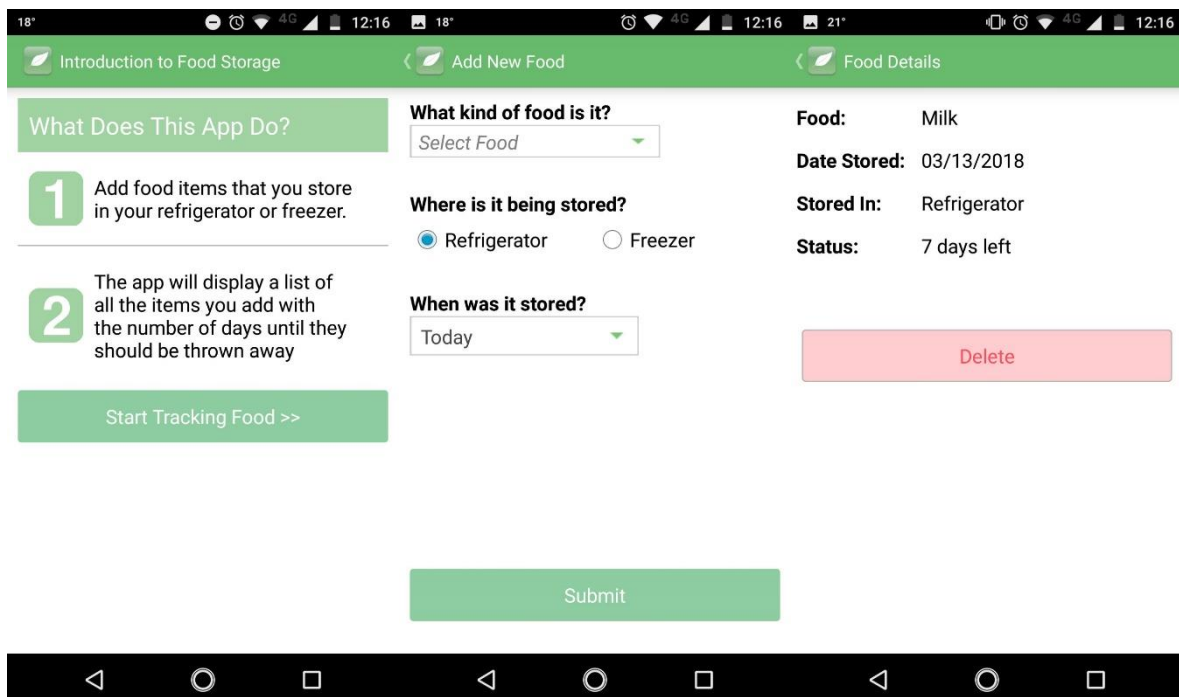 18°
4G 12:16
Introduction to Food Storage
What Does This App Do?
1
Add food items that you store
in your refrigerator or freezer.
2
The app will display a list of
all the items you add with
the number of days until they
should be thrown away
Start Tracking Food >>
18°
4G 12:16
Add New Food
What kind of food is it?
Select Food
Where is it being stored?
Refrigerator Freezer
When was it stored?
Today
Submit
21°
4G 12:16
Food Details
Food: Milk
Date Stored: 03/13/2018
Stored In: Refrigerator
Status: 7 days left
Delete